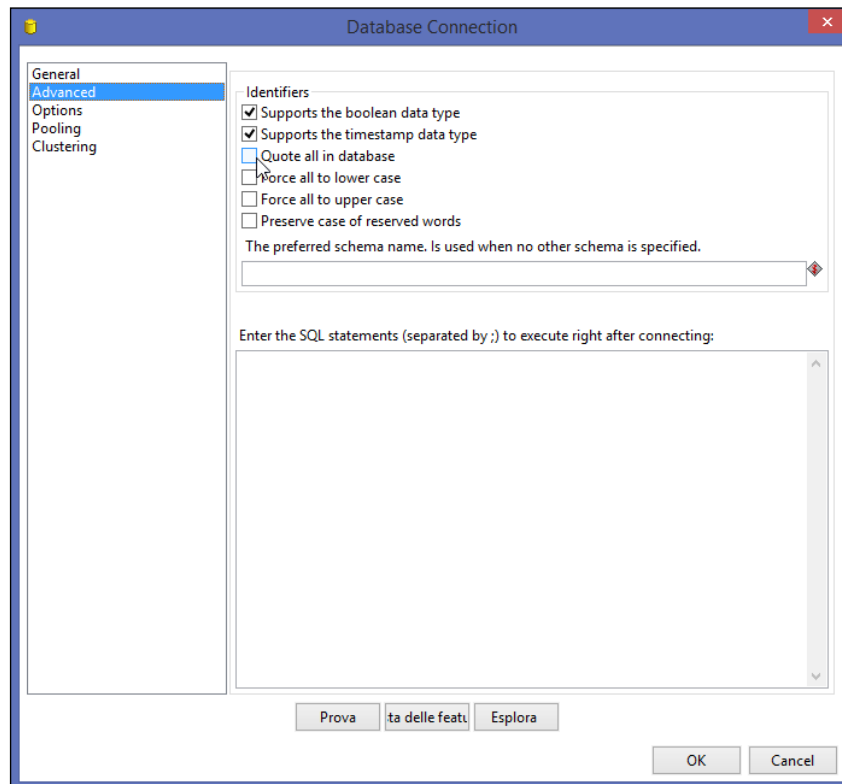 Database Connection
General
Advanced
Options
Pooling
Clustering
Identifiers
Supports the boolean data type
Supports the timestamp data type
Quote all in database
Force all to lower case
Force all to upper case
Preserve case of reserved words
The preferred schema name. Is used when no other schema is specified.
Enter the SQL statements (separated by ;) to execute right after connecting:
Prova
ta delle featu
Esplora
OK
Cancel